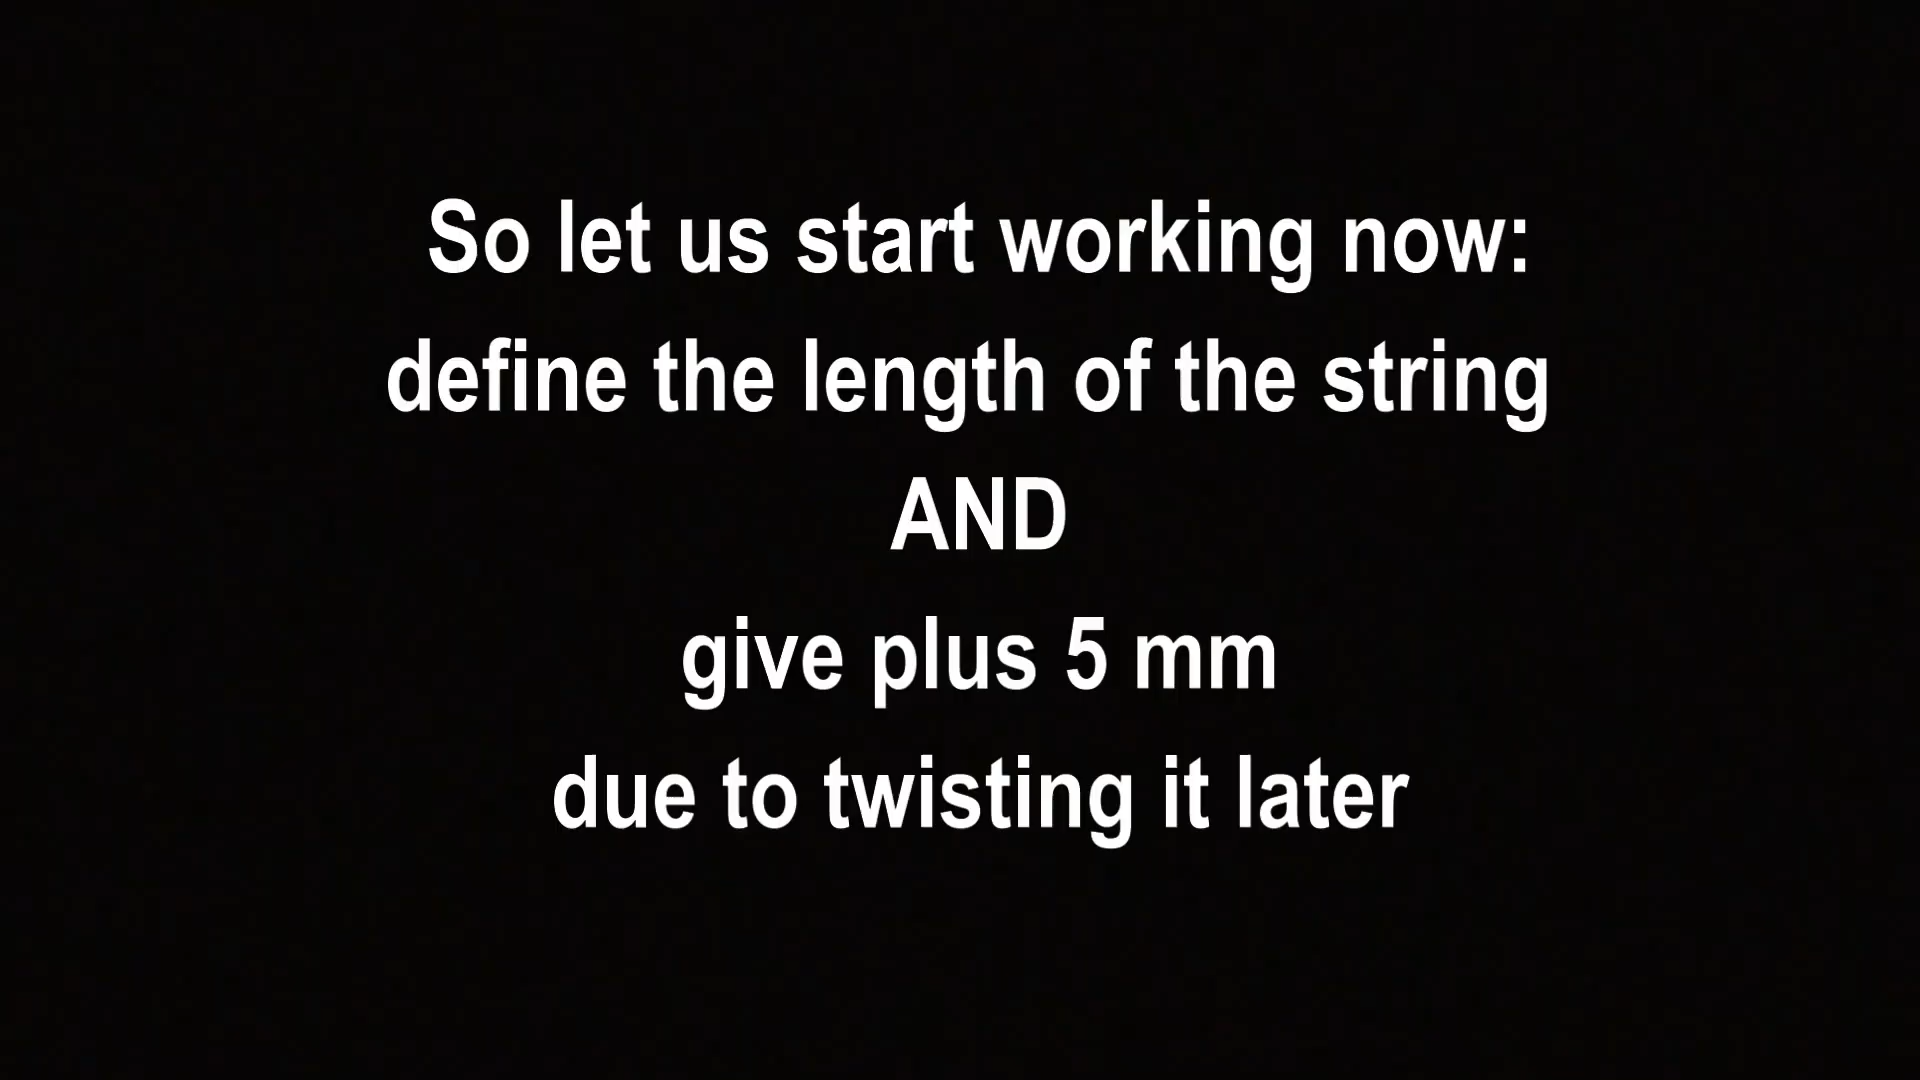 So let us start working now:
define the length of the string
AND
give plus 5 mm
due to twisting it later